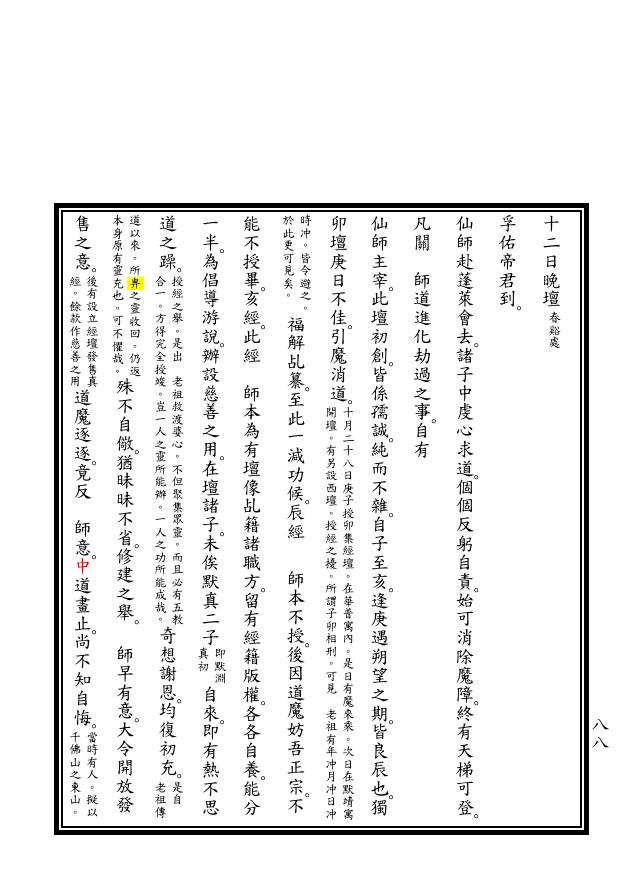 十二日晚壇春谿處
孚佑帝君到。
仙師赴蓬萊會去。諸子中虔心求道。個個反躬自責。始可消除魔障。終有天梯可登。
凡關　師道進化劫過之事。自有
仙師主宰。此壇初創。皆係孺誠。純而不雜。自子至亥。逢庚遇朔望之期。皆良辰也。獨
卯壇庚日不佳。引魔消道。十月二十八日庚子授卯集經壇。在華普寓內。是日有魔來乘。次日在默靖寓
開壇。有另設西壇。授經之擾。所謂子卯相刑。可見　老祖有年冲月冲日冲
時冲。皆令避之。
於此更可見矣。福解乩纂。至此一減功候。辰經　　師本不授。後因道魔妨吾正宗。不
能不授畢。亥經。此經　師本為有壇像乩籍諸職方。留有經籍版權。各各自養。能分
一半。為倡導游說。辦設慈善之用。在壇諸子。未俟默真二子即默淵
真初自來。即有熱不思
道之躁。授經之舉。是出　老祖救渡婆心。不但聚集眾靈。而且必有五教
合一。方得完全授竣。豈一人之靈所能辦。一人之功所能成哉。奇想謝恩。均復初充。是自
老祖傳
道以來。所畀之靈收回。仍返
本身原有靈充也。可不懼哉。殊不自儆。猶昧昧不省。修建之舉。　師早有意。大令開放發
售之意。後有設立經壇發售真
經。餘款作慈善之用道魔逐逐。竟反　師意。中道畫止。尚不知自悔。當時有人。擬以
千佛山之東山。
八八